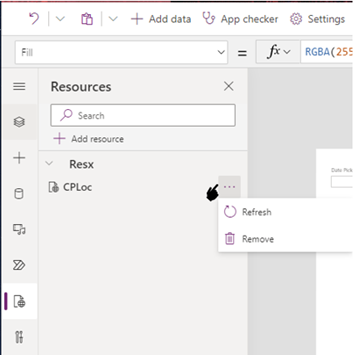 + Add data App checker Settings
Fill = fx RGBA(255
Resources
Search
+ Add resource
Resx
CPLoc ...
Refresh
Remove